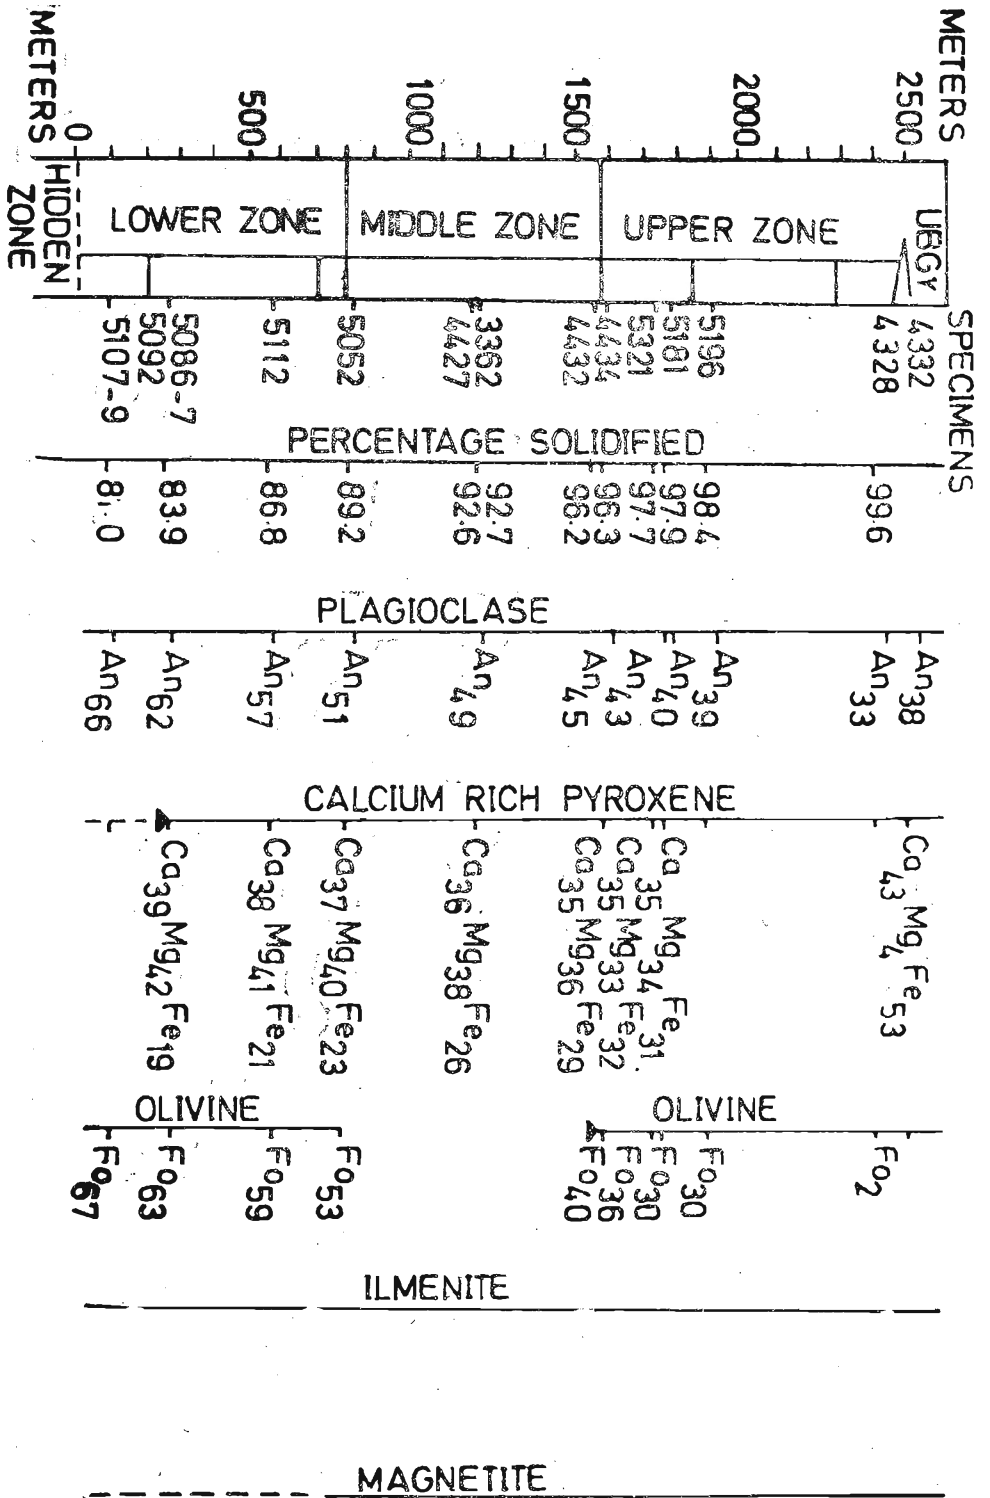 METERS
2500
2000
1500
1000
500
0
METERS
UBGγ
UPPER ZONE
MIDDLE ZONE
LOWER ZONE
HIDDEN
ZONE
SPECIMENS
4332
4328
5196
5181
5321
4434
4432
3362
4427
5052
5112
5086-7
5092
5107-9
PERCENTAGE SOLIDIFIED
99.6
98.4
97.9
97.7
96.3
96.2
92.7
92.6
89.2
86.8
83.9
81.0
PLAGIOCLASE
An38
An33
An39
An40
An43
An45
An49
An51
An57
An62
An66
CALCIUM RICH PYROXENE
Ca43 Mg4 Fe53
Ca35 Mg34 Fe31
Ca35 Mg33 Fe32
Ca35 Mg36 Fe29
Ca36 Mg38 Fe26
Ca37 Mg40 Fe23
Ca38 Mg41 Fe21
Ca39 Mg42 Fe19
OLIVINE
OLIVINE
Fo2
Fo30
Fo30
Fo36
Fo40
Fo53
Fo59
Fo63
Fo67
ILMENITE
MAGNETITE